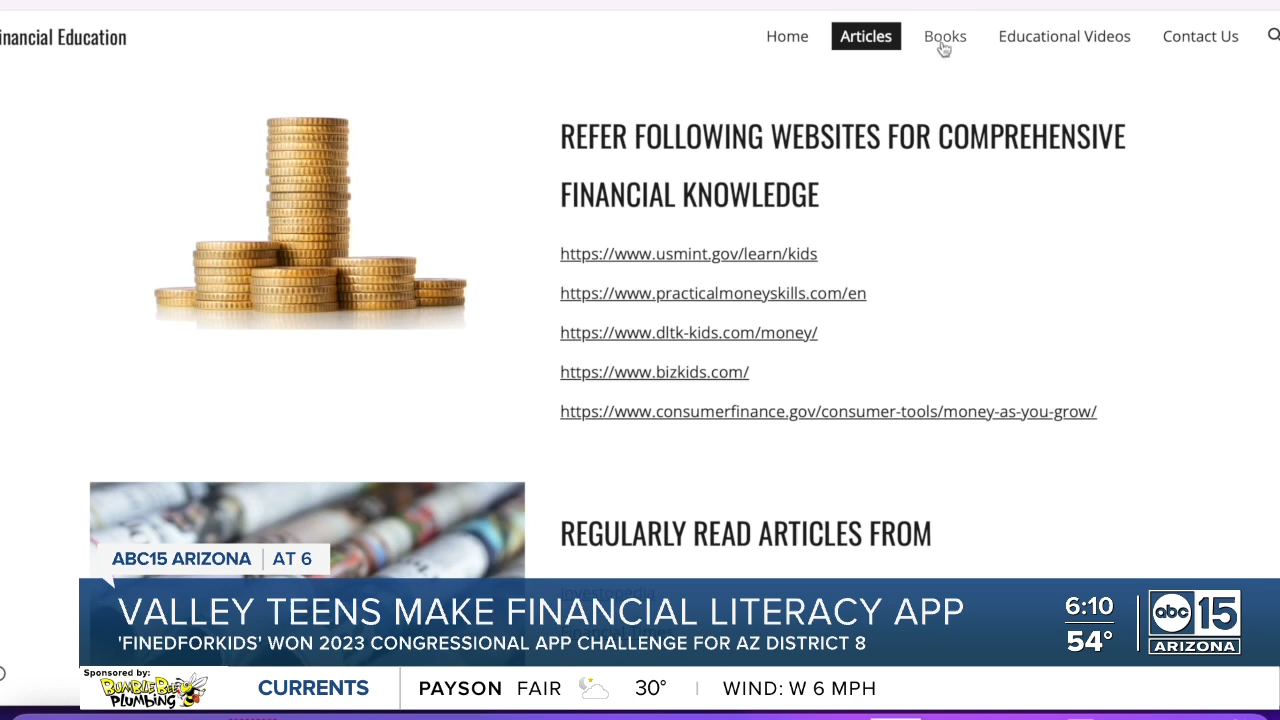 inancial Education
Home Articles Books Educational Videos Contact Us
REFER FOLLOWING WEBSITES FOR COMPREHENSIVE
FINANCIAL KNOWLEDGE
https://www.usmint.gov/learn/kids
https://www.practicalmoneyskills.com/en
https://www.dltk-kids.com/money/
https://www.bizkids.com/
https://www.consumerfinance.gov/consumer-tools/money-as-you-grow/
REGULARLY READ ARTICLES FROM
ABC15 ARIZONA | AT 6
Investopedia
VALLEY TEENS MAKE FINANCIAL LITERACY APP
'FINEDFORKIDS' WON 2023 CONGRESSIONAL APP CHALLENGE FOR AZ DISTRICT 8
6:10
54°
abc 15
ARIZONA
Sponsored by:
BUMBLE BEE
PLUMBING
CURRENTS
PAYSON FAIR 30° | WIND: W 6 MPH